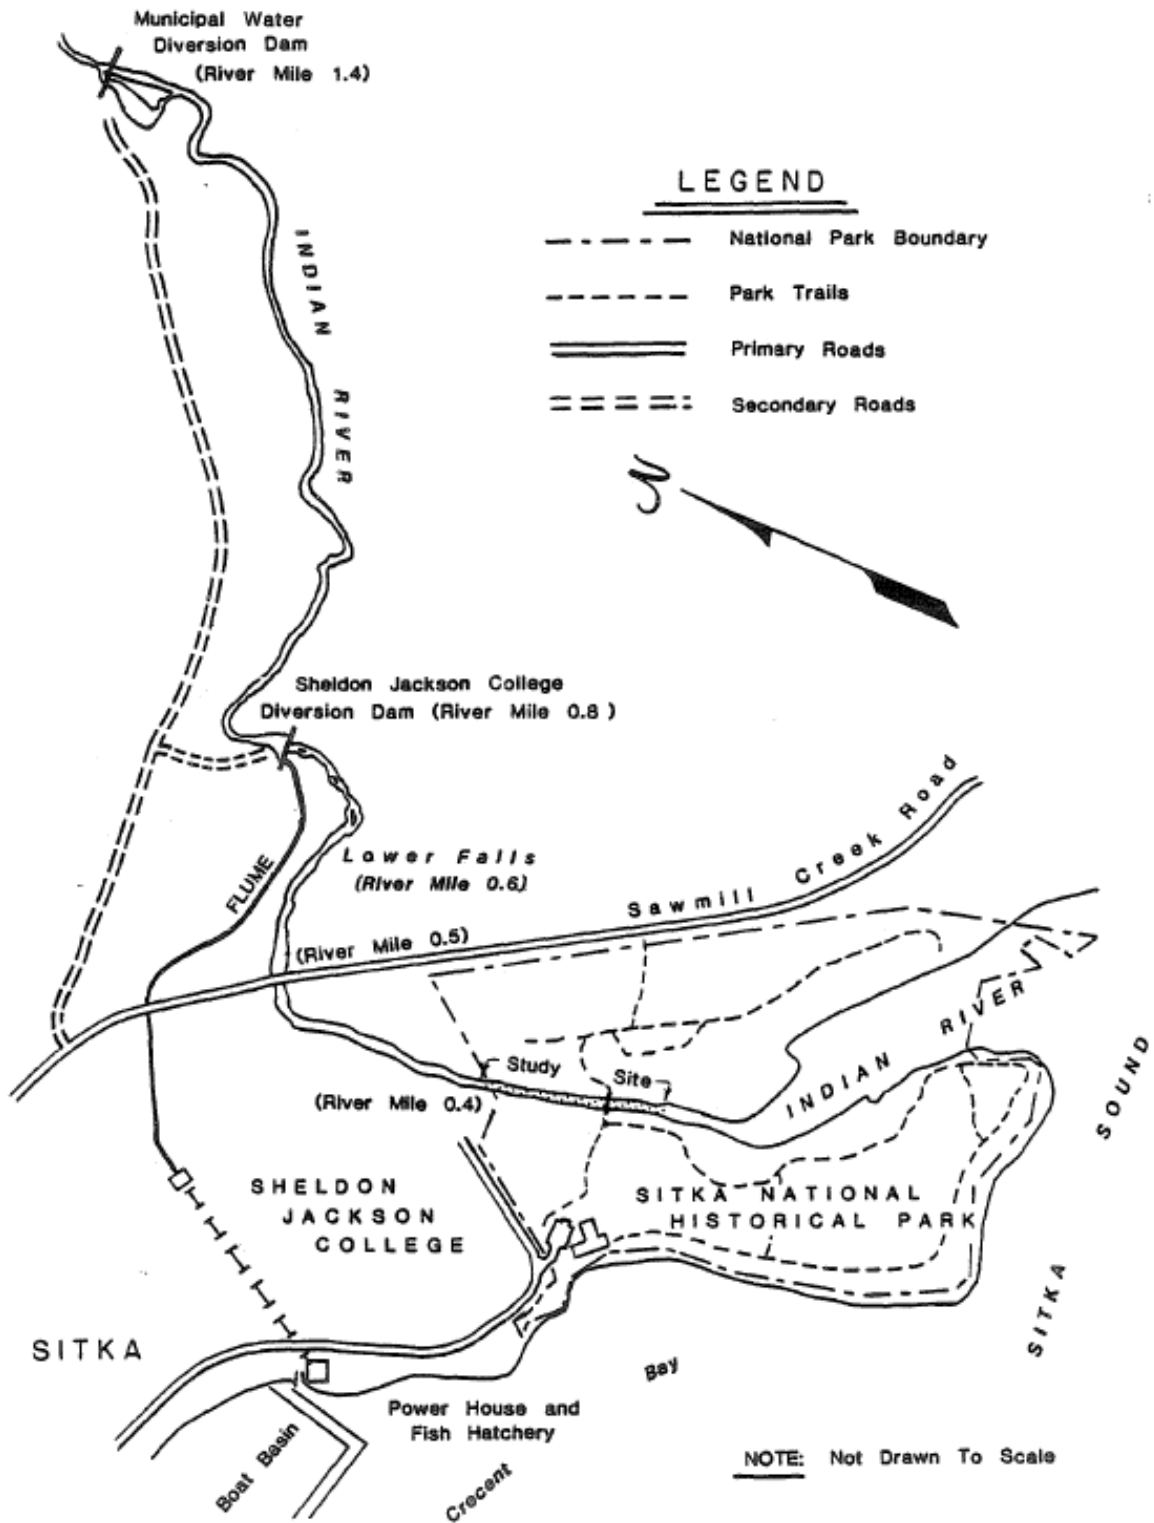 Municipal Water
Diversion Dam
(River Mile 1.4)
LEGEND
National Park Boundary
Park Trails
Primary Roads
Secondary Roads
N
INDIAN RIVER
Sheldon Jackson College
Diversion Dam (River Mile 0.8 )
FLUME
Lower Falls
(River Mile 0.6)
Sawmill Creek Road
(River Mile 0.5)
Study Site
(River Mile 0.4)
INDIAN RIVER
SITKA SOUND
SHELDON
JACKSON
COLLEGE
SITKA NATIONAL
HISTORICAL PARK
SITKA
Power House and
Fish Hatchery
Boat Basin
Crecent Bay
NOTE: Not Drawn To Scale